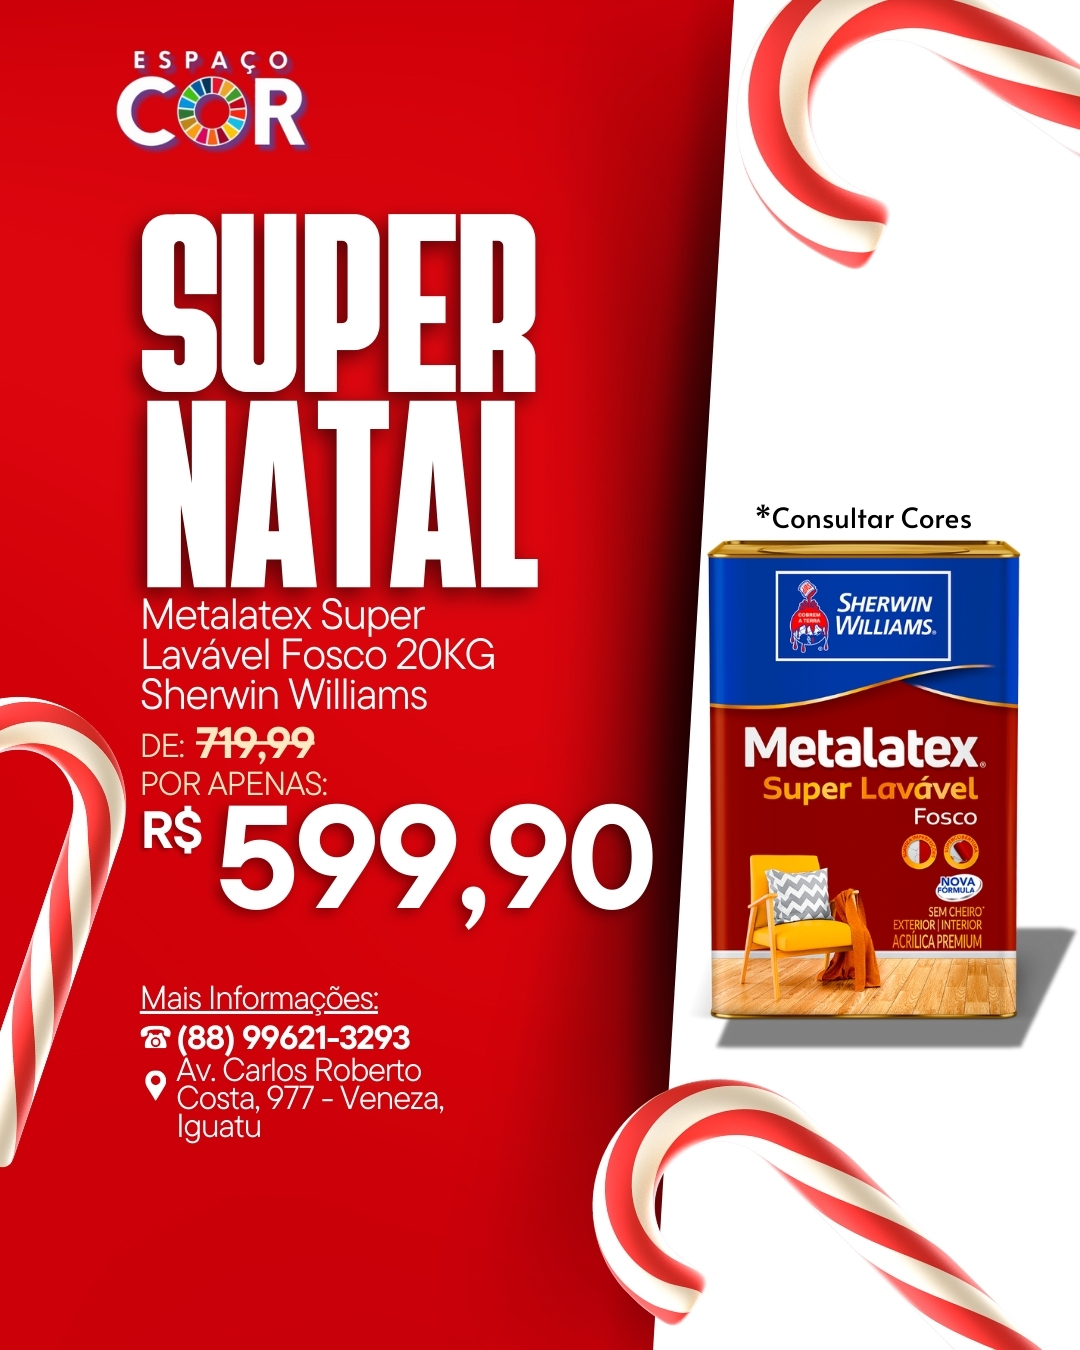 ESPAÇO
COR
SUPER
NATAL
Metalatex Super
Lavável Fosco 20KG
Sherwin Williams
DE: 719,99
POR APENAS:
R$ 599,90
Mais Informações:
(88) 99621-3293
Av. Carlos Roberto
Costa, 977 - Veneza,
Iguatu
*Consultar Cores
COBREM
A TERRA
SHERWIN
WILLIAMS.
Metalatex®
Super Lavável
Fosco
NOVA
FÓRMULA
SEM CHEIRO*
EXTERIOR | INTERIOR
ACRÍLICA PREMIUM